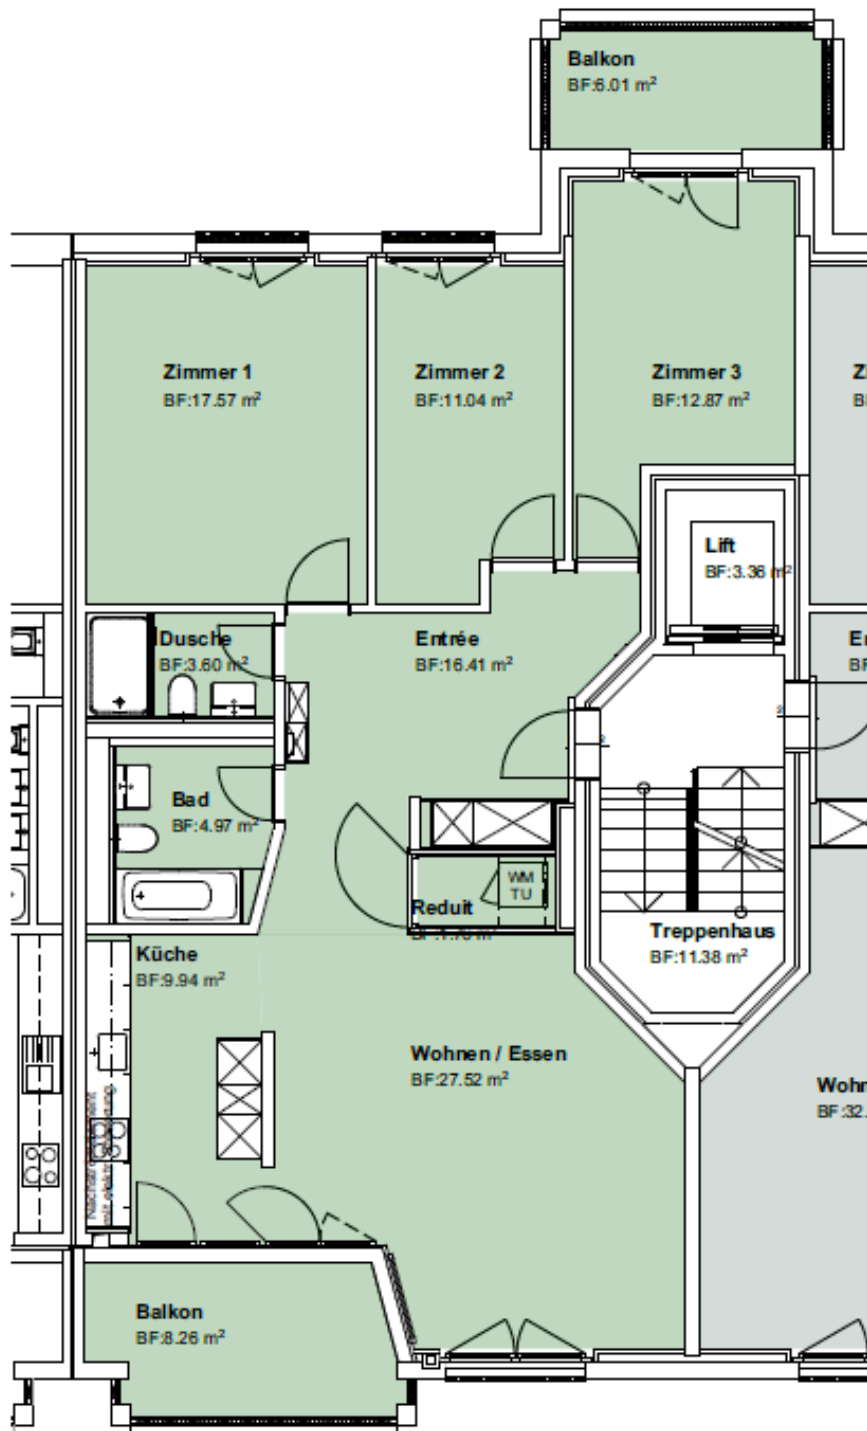 Balkon
BF:6.01 m²
Zimmer 1
BF:17.57 m²
Zimmer 2
BF:11.04 m²
Zimmer 3
BF:12.87 m²
Lift
BF:3.36 m²
Dusche
BF:3.60 m²
Entrée
BF:16.41 m²
Bad
BF:4.97 m²
WM
TU
Reduit
Küche
BF:9.94 m²
Treppenhaus
BF:11.38 m²
Wohnen / Essen
BF:27.52 m²
Wohn
BF:32.
Balkon
BF:8.26 m²